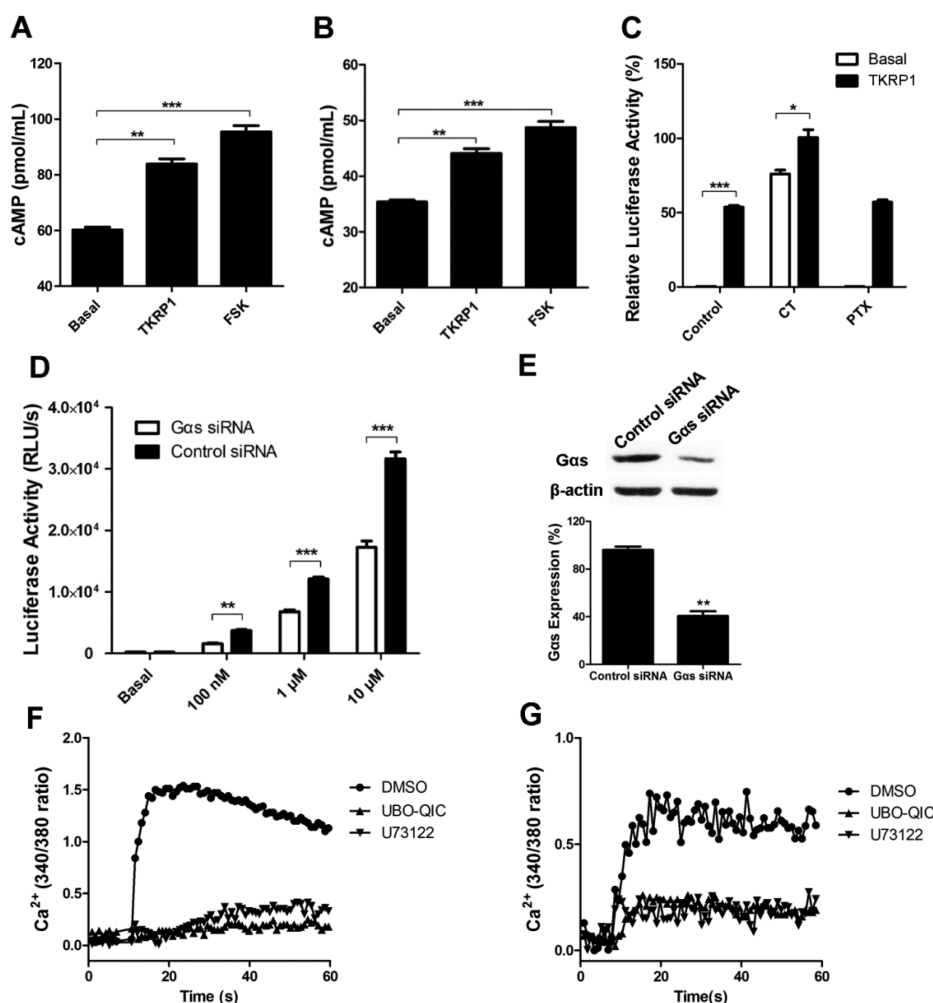 A
cAMP (pmol/mL)
120
100
80
60
40
***
**
Basal
TKRP1
FSK
B
cAMP (pmol/mL)
60
50
40
30
20
***
**
Basal
TKRP1
FSK
C
Relative Luciferase Activity (%)
150
100
50
0
Basal
TKRP1
***
*
Control
CT
PTX
D
Luciferase Activity (RLU/s)
4.0×10⁴
3.0×10⁴
2.0×10⁴
1.0×10⁴
0
Gαs siRNA
Control siRNA
**
***
***
Basal
100 nM
1 µM
10 µM
E
Control siRNA
Gαs siRNA
Gαs
β-actin
Gαs Expression (%)
120
80
40
0
**
Control siRNA Gαs siRNA
F
Ca²⁺ (340/380 ratio)
2.0
1.5
1.0
0.5
0.0
DMSO
UBO-QIC
U73122
0 20 40 60
Time (s)
G
Ca²⁺ (340/380 ratio)
1.0
0.5
0.0
DMSO
UBO-QIC
U73122
0 20 40 60
Time(s)